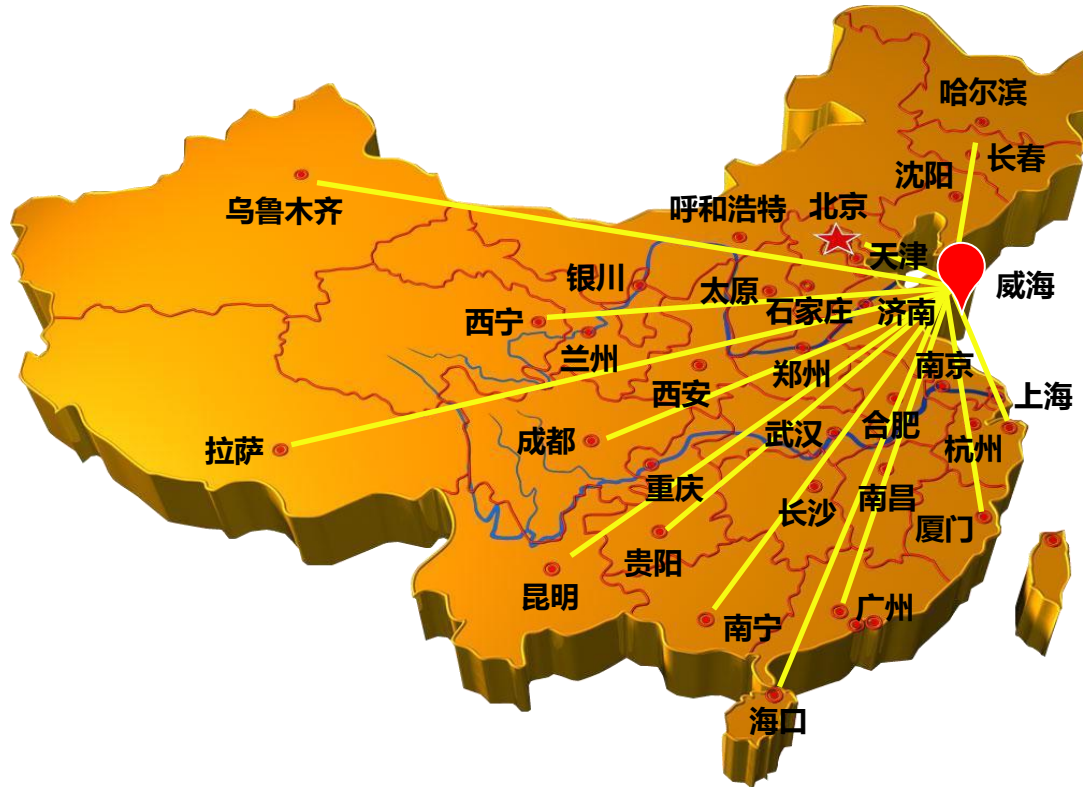 哈尔滨
长春
沈阳
乌鲁木齐
呼和浩特
北京
天津
银川
太原
威海
西宁
石家庄
济南
兰州
郑州
南京
西安
上海
拉萨
成都
武汉
合肥
杭州
重庆
长沙
南昌
厦门
贵阳
昆明
广州
南宁
海口